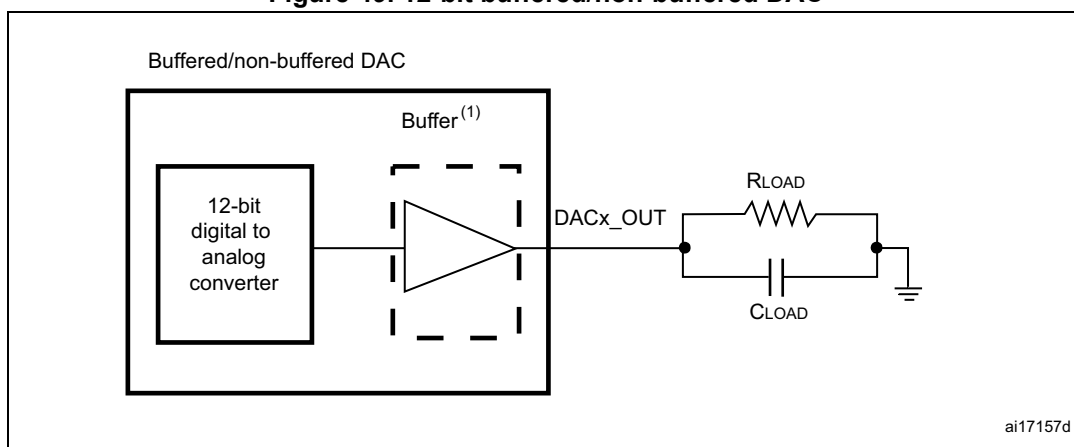 Figure 12-bit buffered/non-buffered DAC
Buffered/non-buffered DAC
Buffer(1)
12-bit
digital to
analog
converter
DACx_OUT
RLOAD
CLOAD
ai17157d